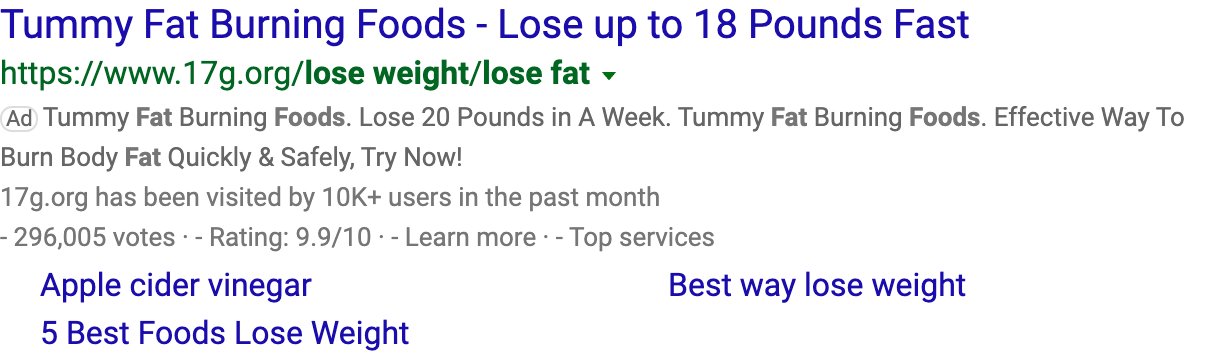 Tummy Fat Burning Foods - Lose up to 18 Pounds Fast
https://www.17g.org/lose weight/lose fat
Ad Tummy Fat Burning Foods. Lose 20 Pounds in A Week. Tummy Fat Burning Foods. Effective Way To
Burn Body Fat Quickly & Safely, Try Now!
17g.org has been visited by 10K+ users in the past month
- 296,005 votes · - Rating: 9.9/10 · - Learn more · - Top services
Apple cider vinegar Best way lose weight
5 Best Foods Lose Weight